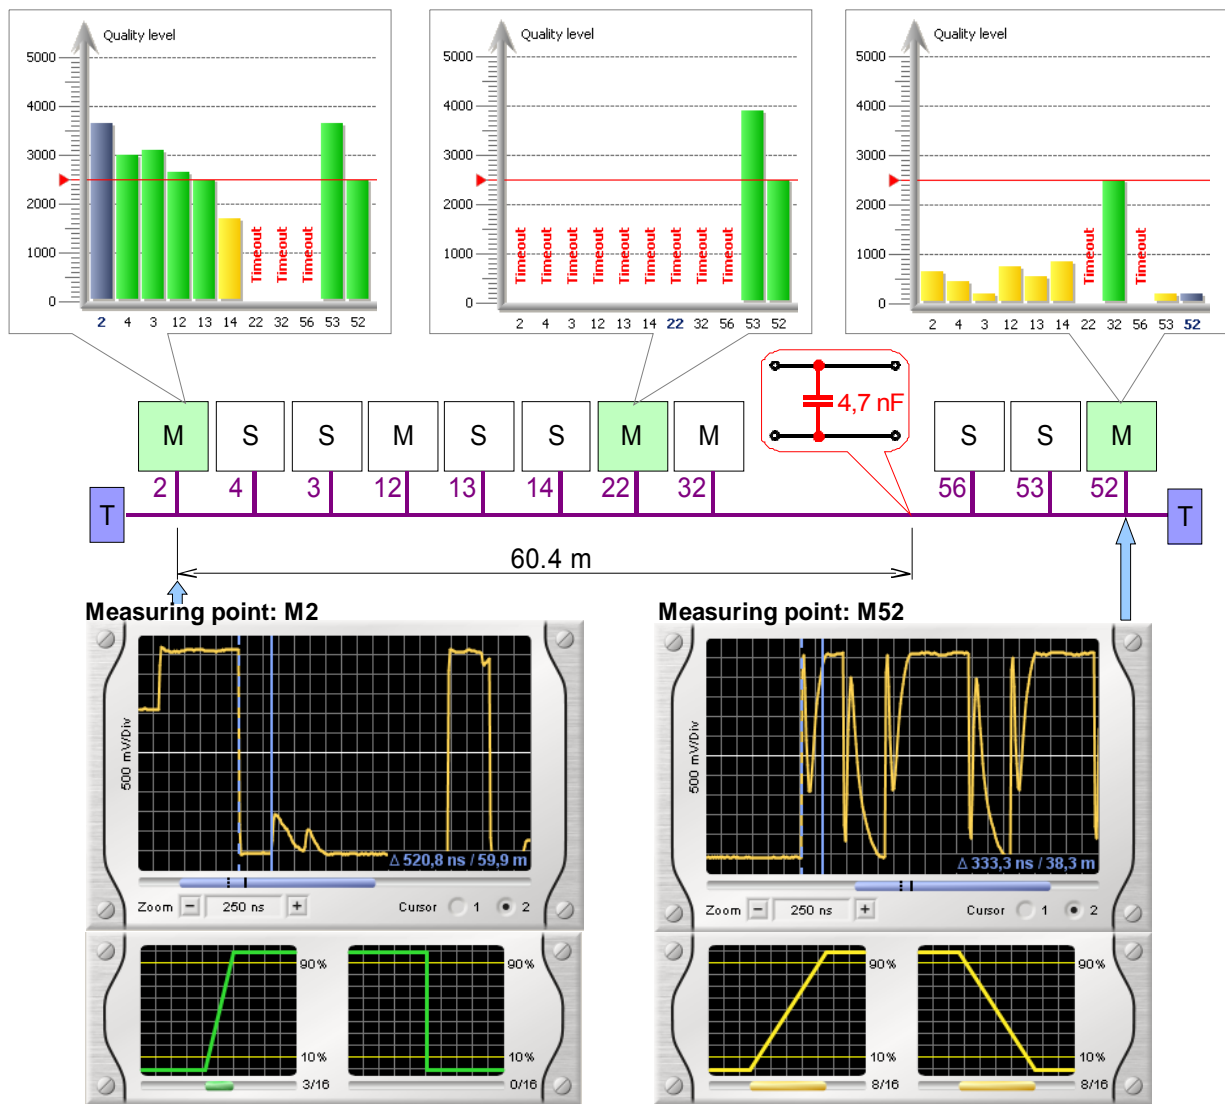 Quality level
5000
4000
3000
2000
1000
0
Timeout Timeout Timeout
2 4 3 12 13 14 22 32 56 53 52
Quality level
5000
4000
3000
2000
1000
0
Timeout Timeout Timeout Timeout Timeout Timeout Timeout Timeout Timeout
2 4 3 12 13 14 22 32 56 53 52
Quality level
5000
4000
3000
2000
1000
0
Timeout Timeout
2 4 3 12 13 14 22 32 56 53 52
4,7 nF
M S S M S S M M S S M
2 4 3 12 13 14 22 32 56 53 52
T T
60.4 m
Measuring point: M2
500 mV/Div
Δ 520,8 ns / 59,9 m
Zoom − 250 ns + Cursor 1 2
90%
10%
3/16
90%
10%
0/16
Measuring point: M52
500 mV/Div
Δ 333,3 ns / 38,3 m
Zoom − 250 ns + Cursor 1 2
90%
10%
8/16
90%
10%
8/16